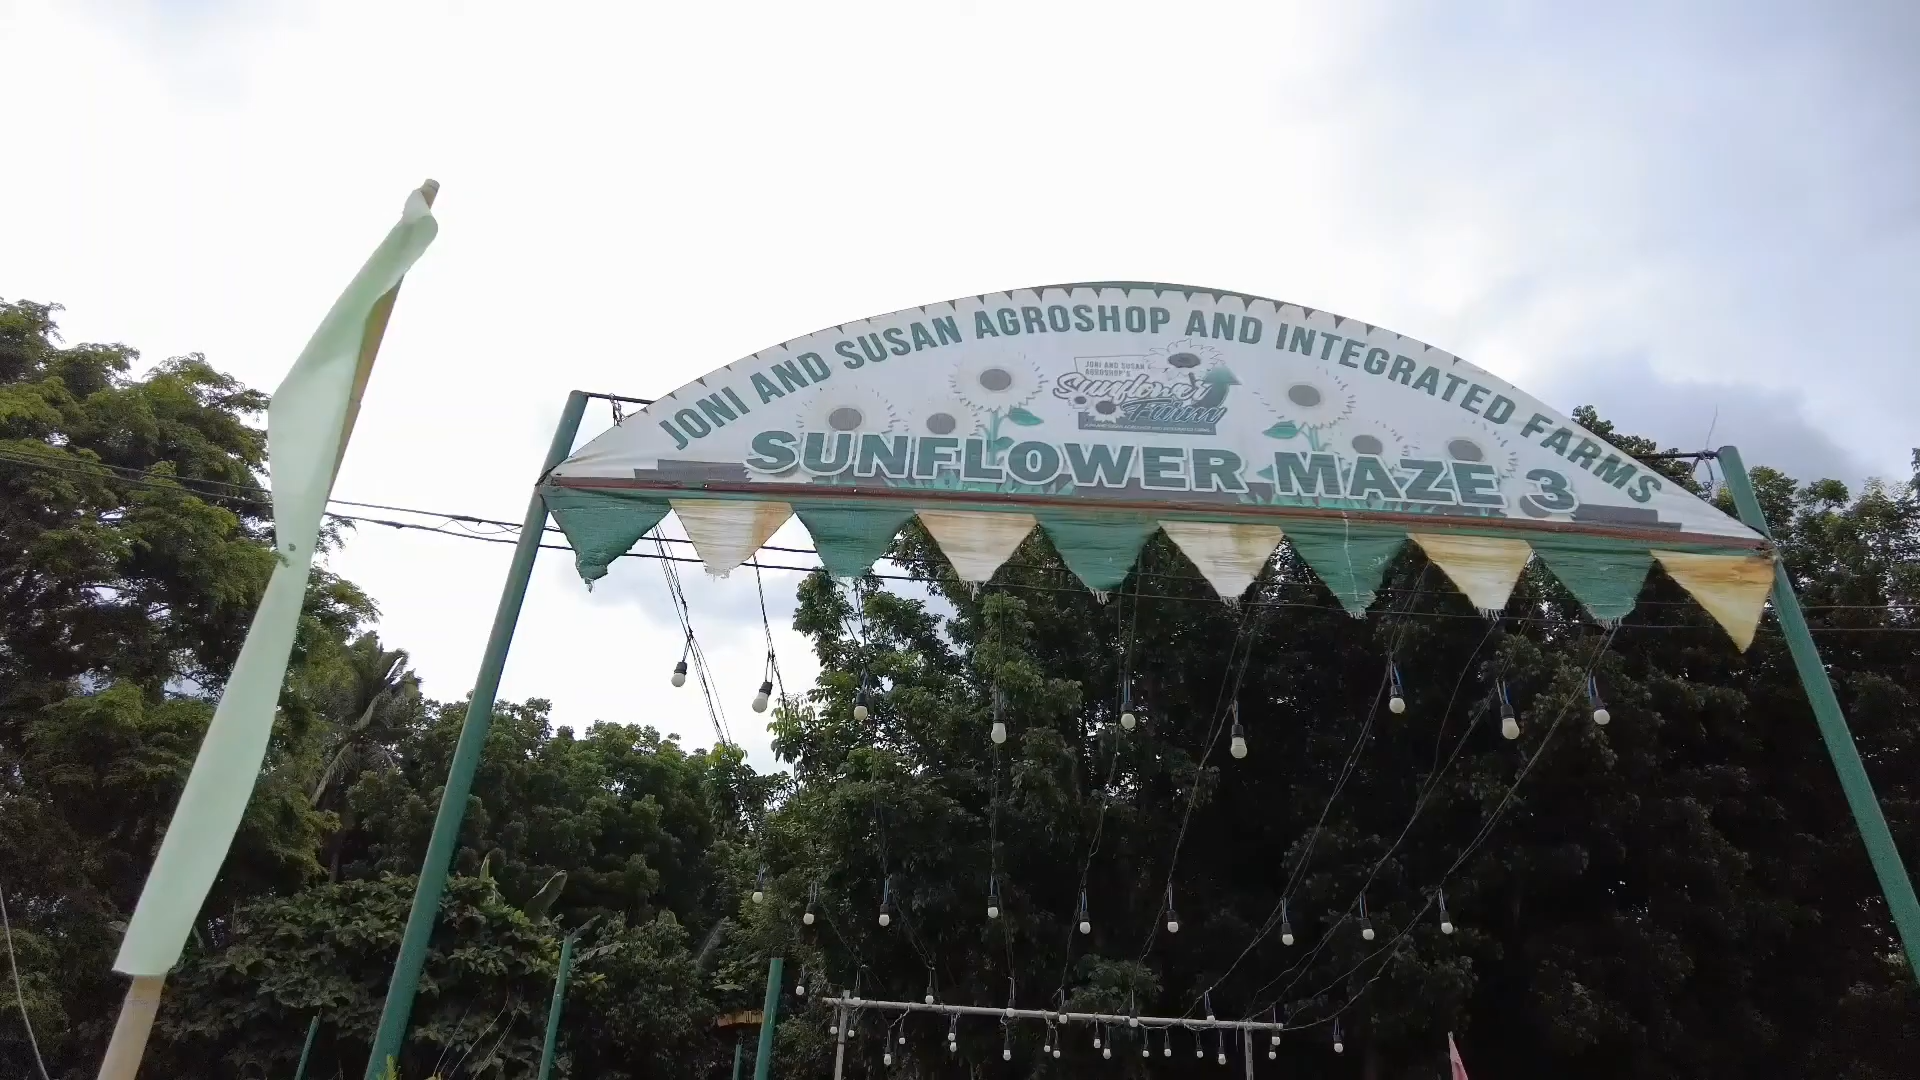 JONI AND SUSAN AGROSHOP AND INTEGRATED FARMS
JONI AND SUSAN
AGROSHOP'S
Sunflower
Farm
SUNFLOWER MAZE 3